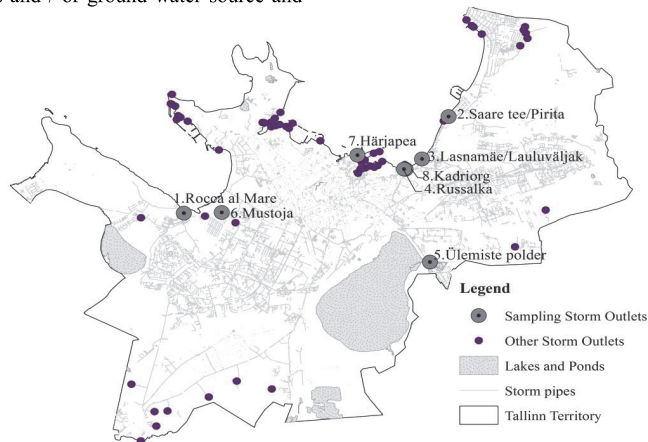 s and / or ground water source and
2.Saare tee/Pirita
7.Härjapea
3.Lasnamäe/Lauluväljak
8.Kadriorg
4.Russalka
1.Rocca al Mare
6.Mustoja
5.Ülemiste polder
Legend
Sampling Storm Outlets
Other Storm Outlets
Lakes and Ponds
Storm pipes
Tallinn Territory